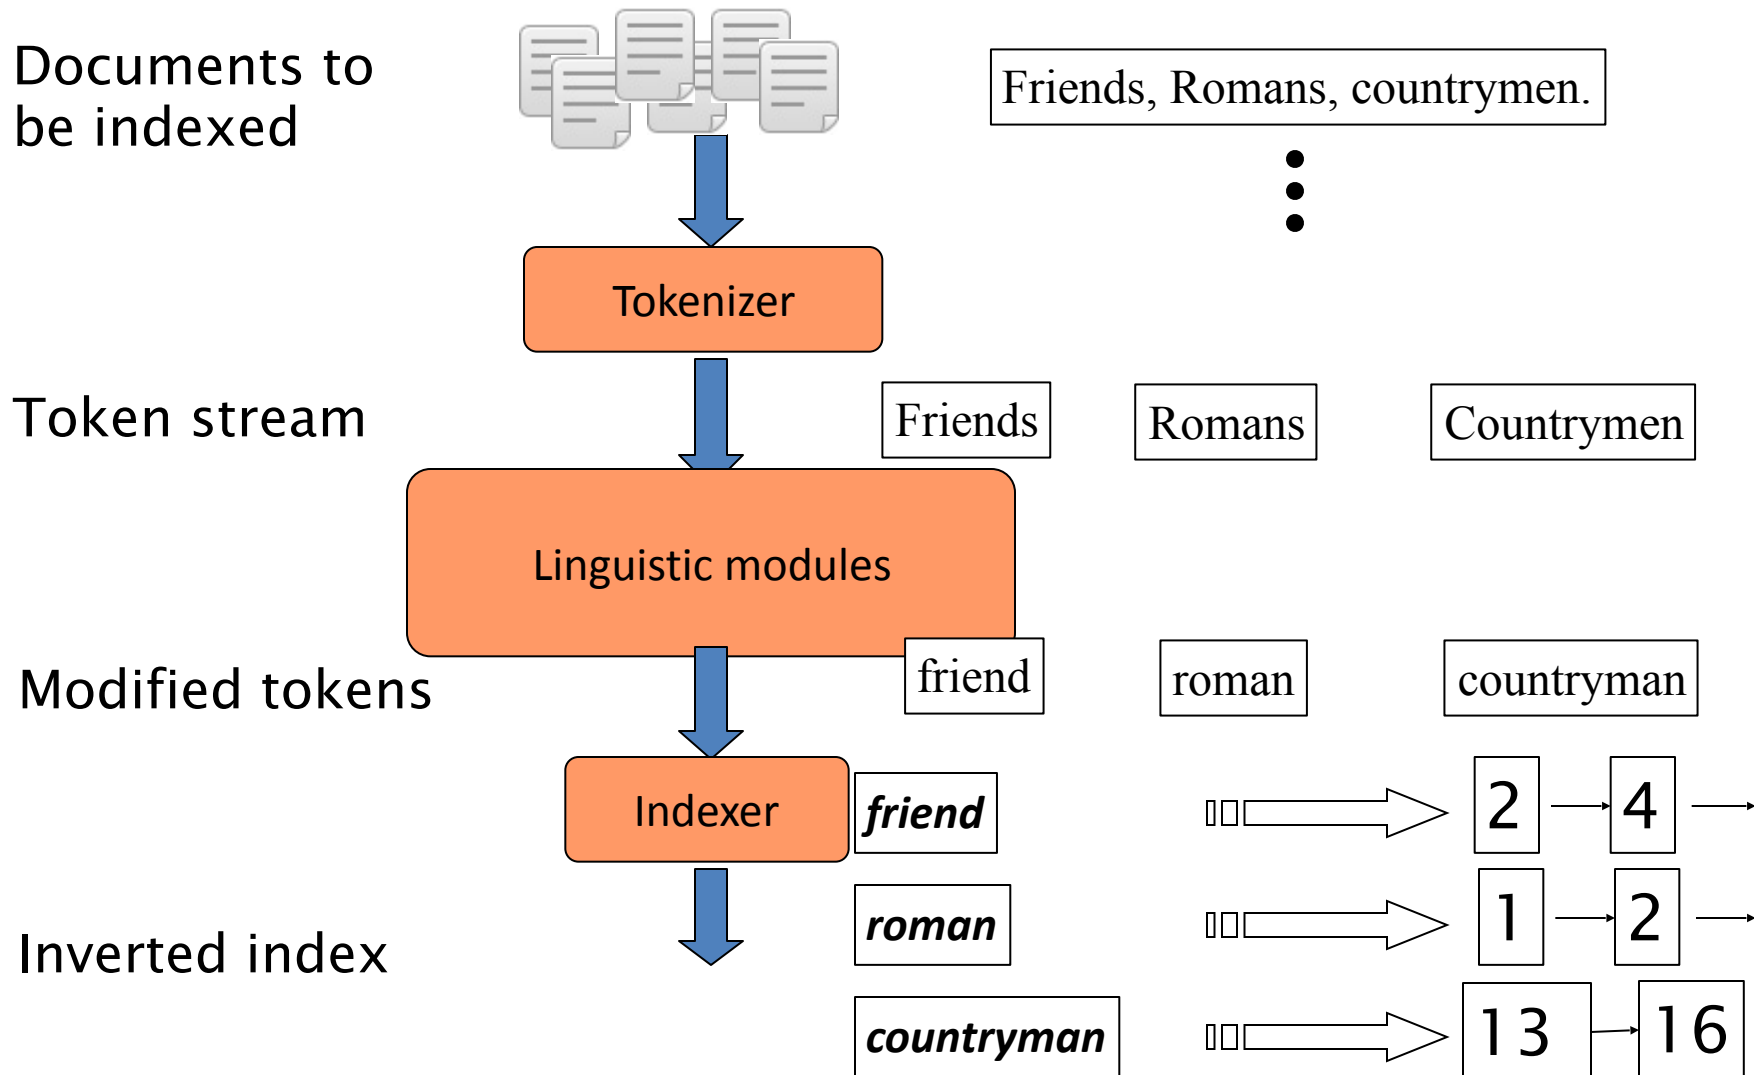 Documents to
be indexed
Friends, Romans, countrymen.
Tokenizer
Token stream
Friends
Romans
Countrymen
Linguistic modules
Modified tokens
friend
roman
countryman
Indexer
friend
2
4
roman
1
2
Inverted index
countryman
13
16